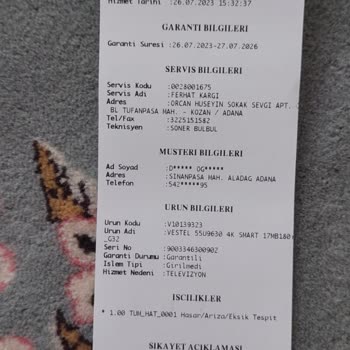 Hizmet Tarihi :26.07.2023 15:32:37
GARANTI BILGILERI
Garanti Suresi :26.07.2023-27.07.2026
SERVIS BILGILERI
Servis Kodu :0028001675
Servis Adi :FERHAT KARGI
Adres :ORCAN HUSEYIN SOKAK SEVGI APT.
BL TUFANPASA MAH. - KOZAN / ADANA
Tel/Fax :3225151582
Teknisyen :SONER BULBUL
MUSTERI BILGILERI
Ad Soyad :D***** OG*****
Adres :SINANPASA MAH. ALADAG ADANA
Telefon :542*****95
URUN BILGILERI
Urun Kodu :V10139323
Urun Adi :VESTEL 55U9630 4K SMART 17MB180
_G32
Seri No :9003346300902
Garanti Durumu :Garantili
Islem Tipi :Girilmedi
Hizmet Nedeni :TELEVIZYON
ISCILIKLER
* 1.00 TUM_HAT_0001 Hasar/Ariza/Eksik Tespit
SIKAYET ACIKLAMASI